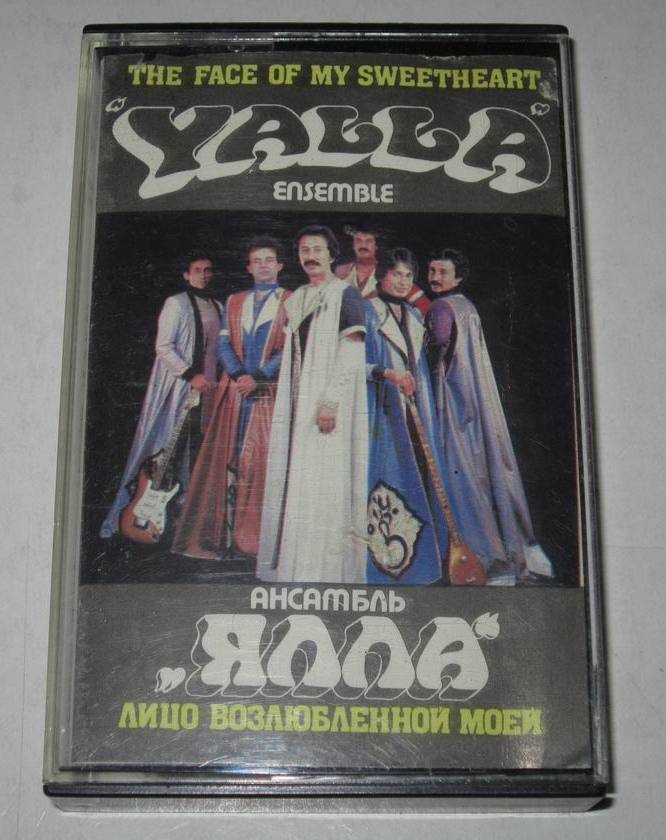 THE FACE OF MY SWEETHEART
"YALLA"
ENSEMBLE
АНСАМБЛЬ
„ЯЛЛА“
ЛИЦО ВОЗЛЮБЛЕННОЙ МОЕЙ